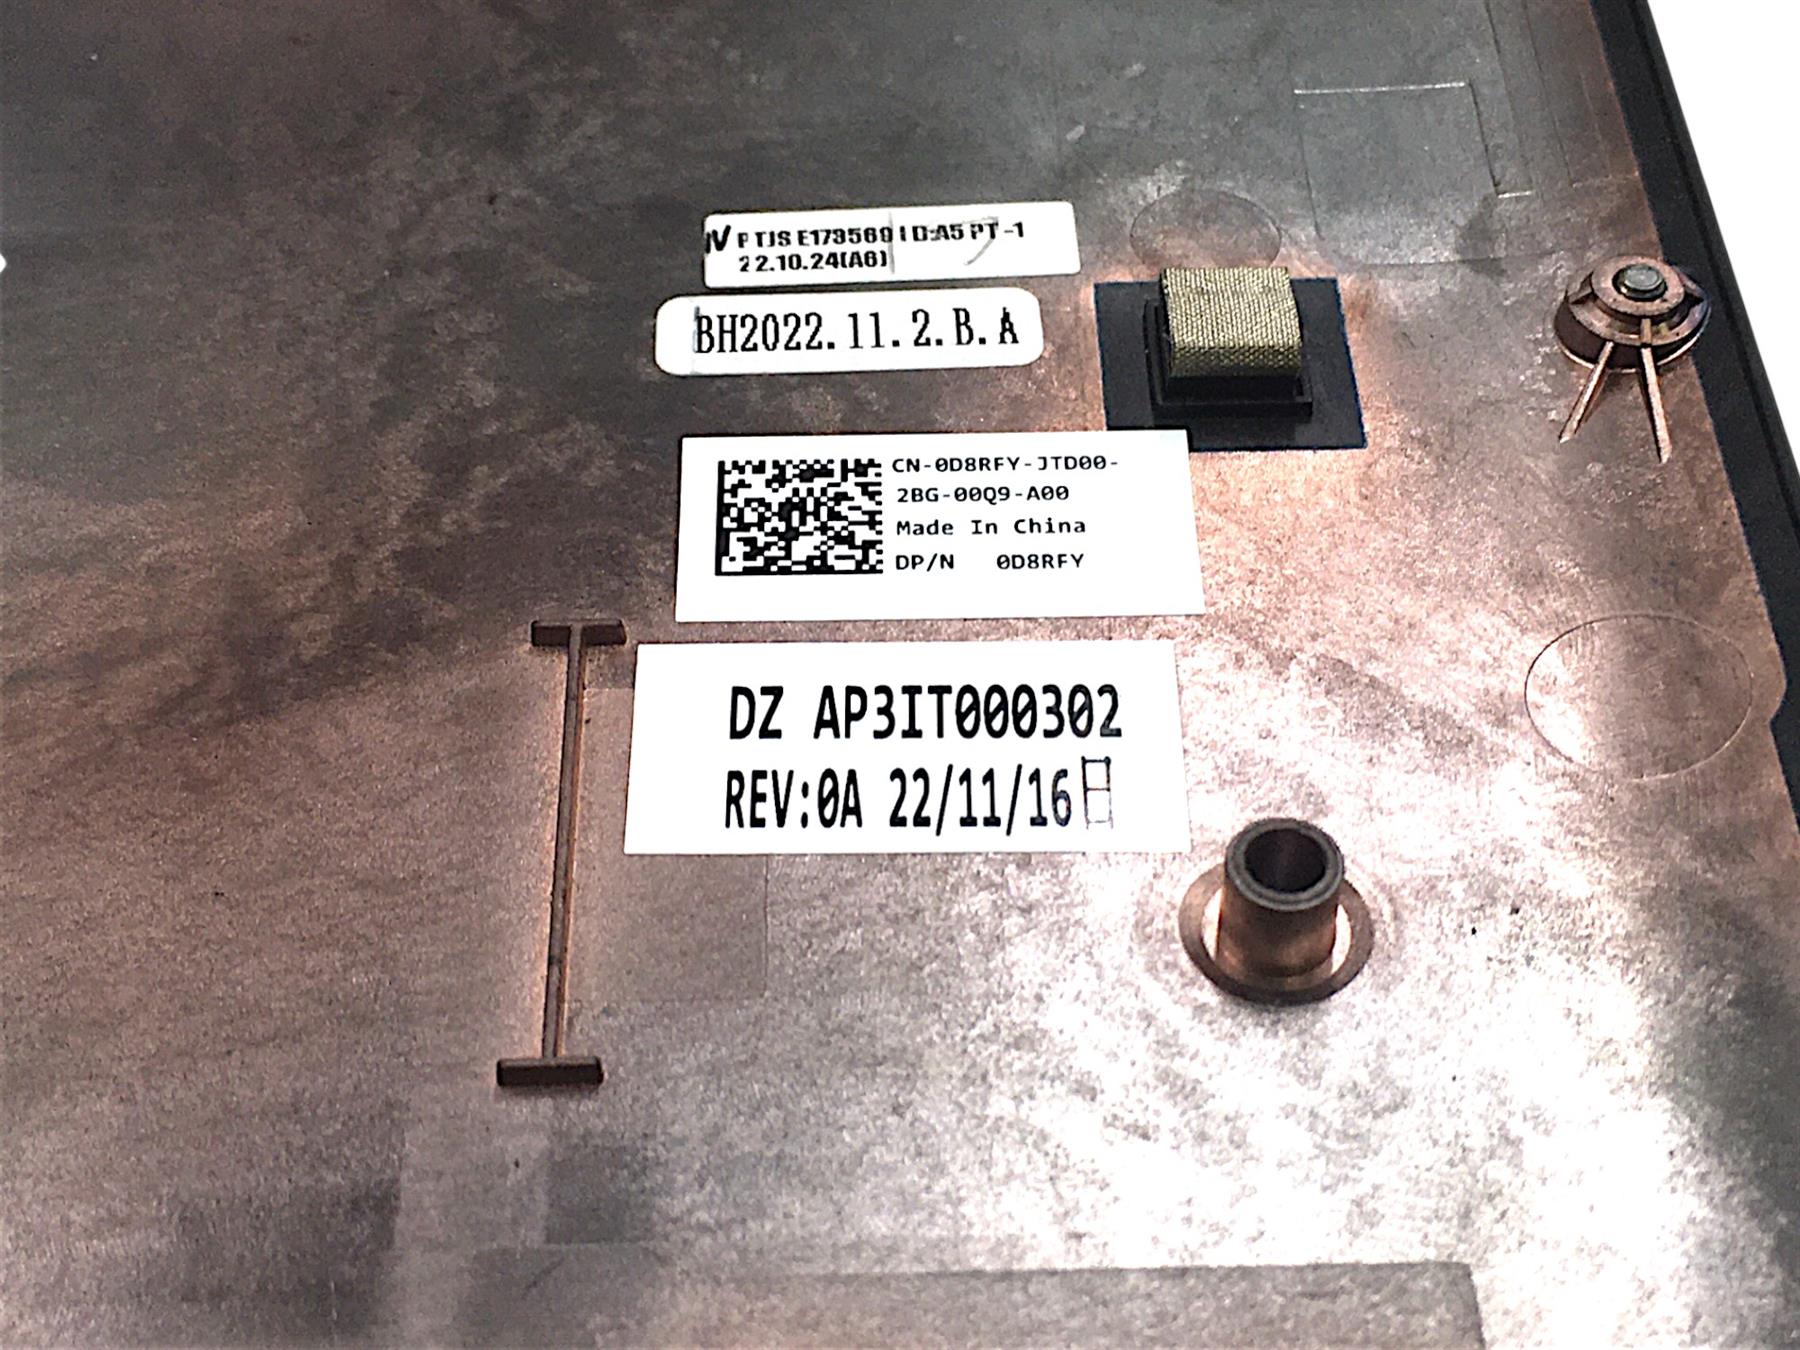 PTJS E173569 ID:A5 PT-1
22.10.24(A6)
BH2022.11.2.B.A
CN-0D8RFY-JTD00-
2BG-00Q9-A00
Made In China
DP/N 0D8RFY
DZ AP3IT000302
REV:0A 22/11/16日